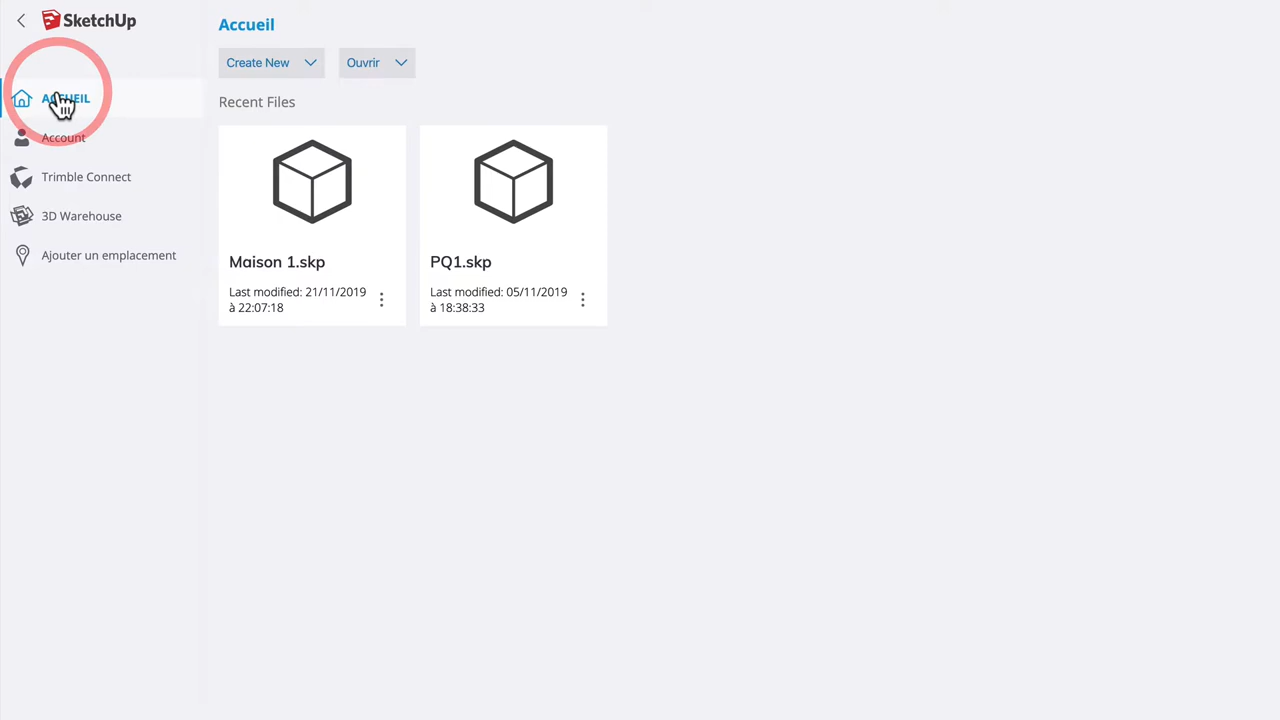 SketchUp
ACCUEIL
Account
Trimble Connect
3D Warehouse
Ajouter un emplacement
Accueil
Create New
Ouvrir
Recent Files
Maison 1.skp
Last modified: 21/11/2019
à 22:07:18
PQ1.skp
Last modified: 05/11/2019
à 18:38:33